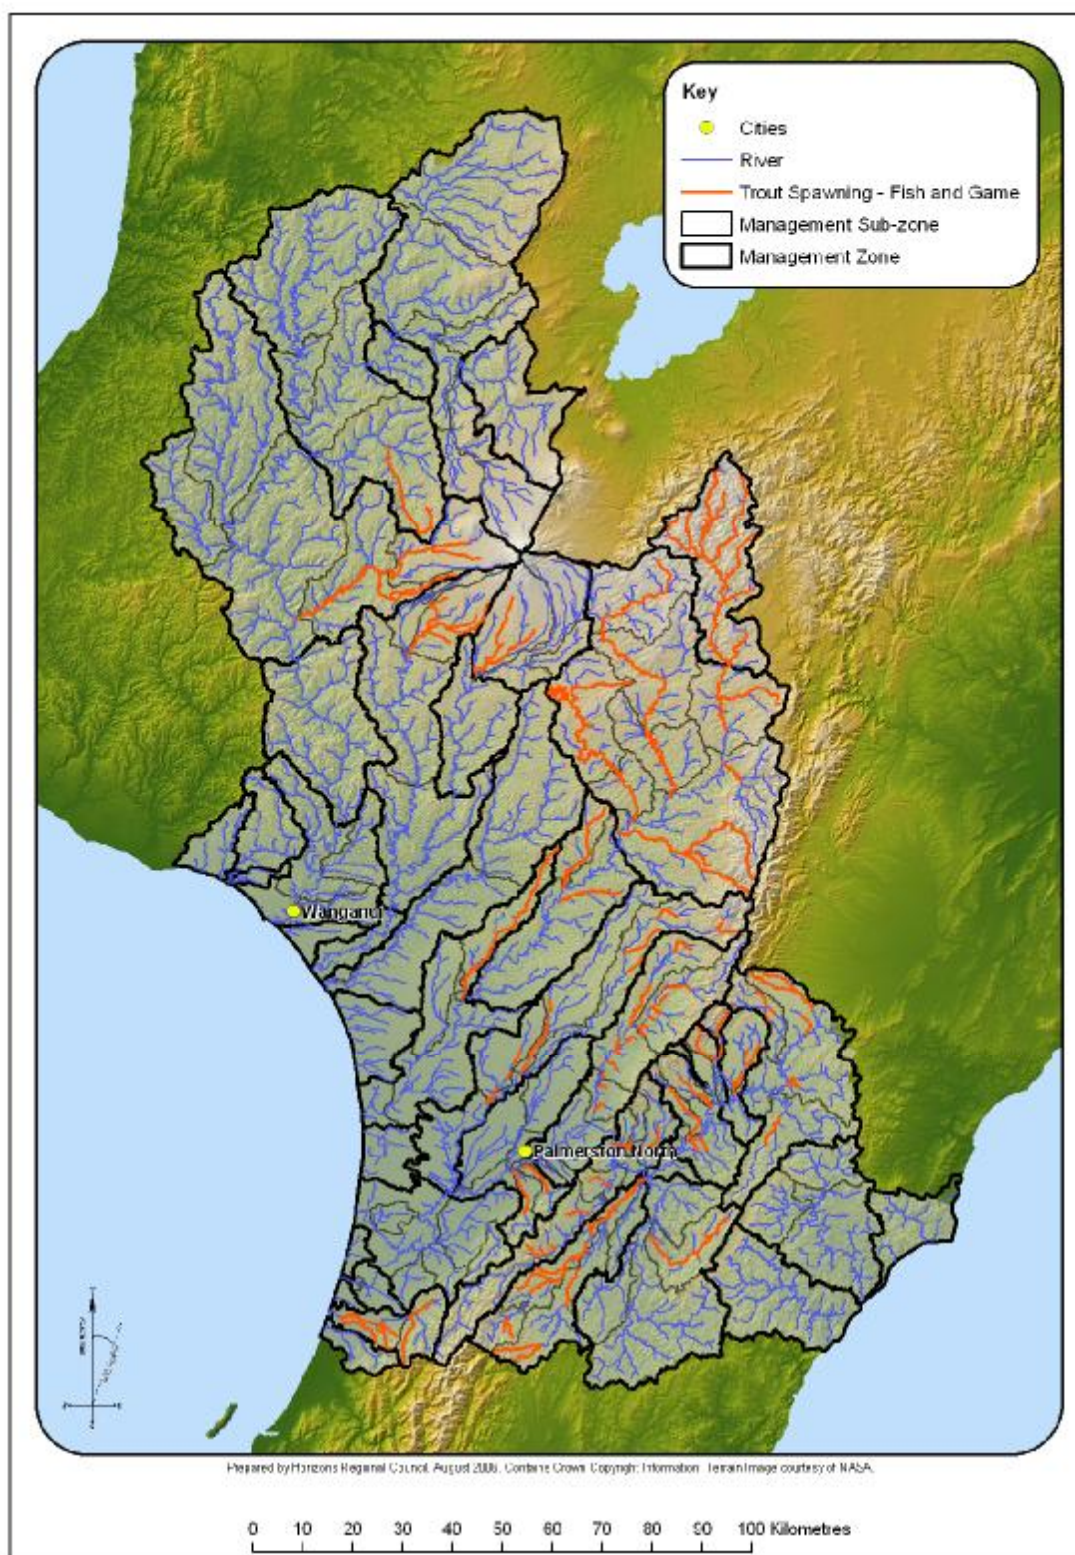 Key
Cities
River
Trout Spawning - Fish and Game
Management Sub-zone
Management Zone
Wanganui
Palmerston North
Prepared by Horizons Regional Council. August 2006. Contains Crown Copyright Information. Terrain Image courtesy of NASA.
0 10 20 30 40 50 60 70 80 90 100 Kilometres